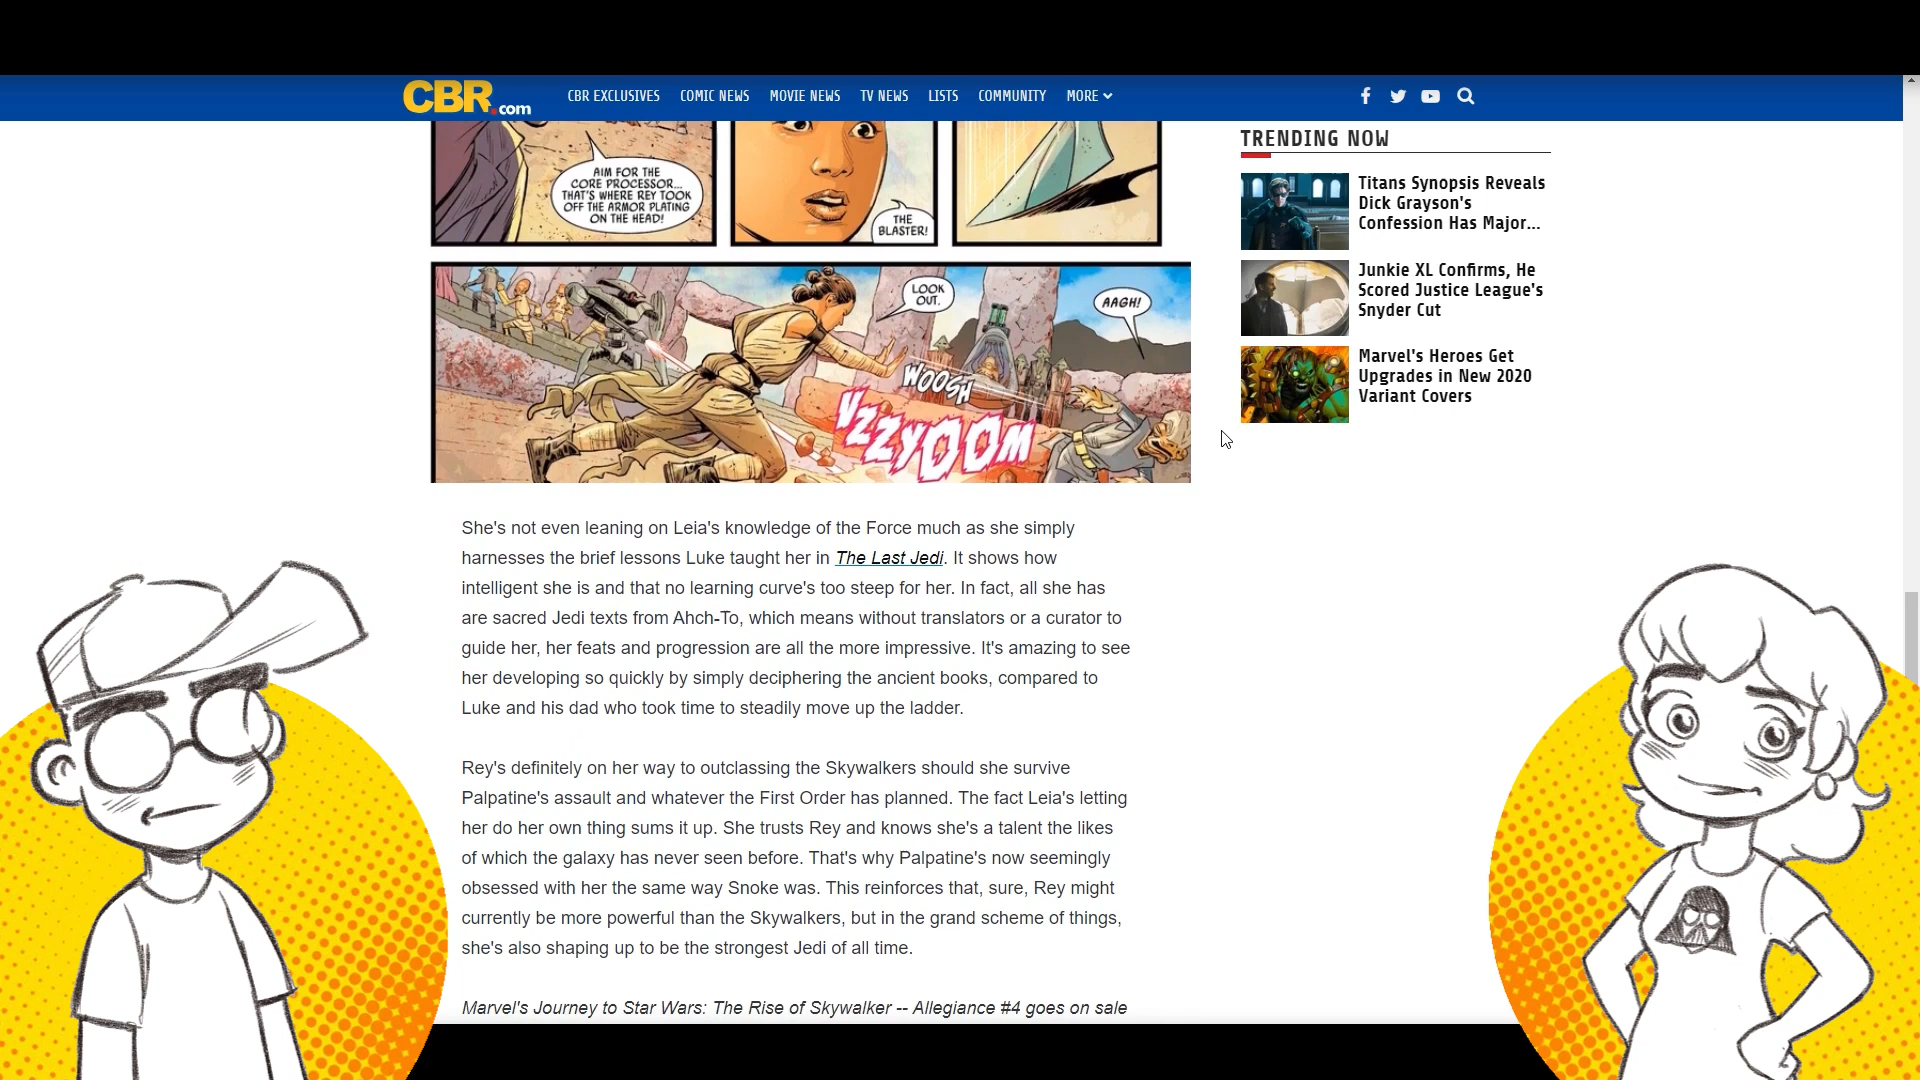 CBR.com
CBR EXCLUSIVES COMIC NEWS MOVIE NEWS TV NEWS LISTS COMMUNITY MORE
AIM FOR THE
CORE PROCESSOR...
THAT'S WHERE REY TOOK
OFF THE ARMOR PLATING
ON THE HEAD!
THE
BLASTER!
LOOK
OUT.
AAGH!
WOOSH
VZZYOOM
She's not even leaning on Leia's knowledge of the Force much as she simply
harnesses the brief lessons Luke taught her in The Last Jedi. It shows how
intelligent she is and that no learning curve's too steep for her. In fact, all she has
are sacred Jedi texts from Ahch-To, which means without translators or a curator to
guide her, her feats and progression are all the more impressive. It's amazing to see
her developing so quickly by simply deciphering the ancient books, compared to
Luke and his dad who took time to steadily move up the ladder.
Rey's definitely on her way to outclassing the Skywalkers should she survive
Palpatine's assault and whatever the First Order has planned. The fact Leia's letting
her do her own thing sums it up. She trusts Rey and knows she's a talent the likes
of which the galaxy has never seen before. That's why Palpatine's now seemingly
obsessed with her the same way Snoke was. This reinforces that, sure, Rey might
currently be more powerful than the Skywalkers, but in the grand scheme of things,
she's also shaping up to be the strongest Jedi of all time.
Marvel's Journey to Star Wars: The Rise of Skywalker -- Allegiance #4 goes on sale
TRENDING NOW
Titans Synopsis Reveals
Dick Grayson's
Confession Has Major...
Junkie XL Confirms, He
Scored Justice League's
Snyder Cut
Marvel's Heroes Get
Upgrades in New 2020
Variant Covers